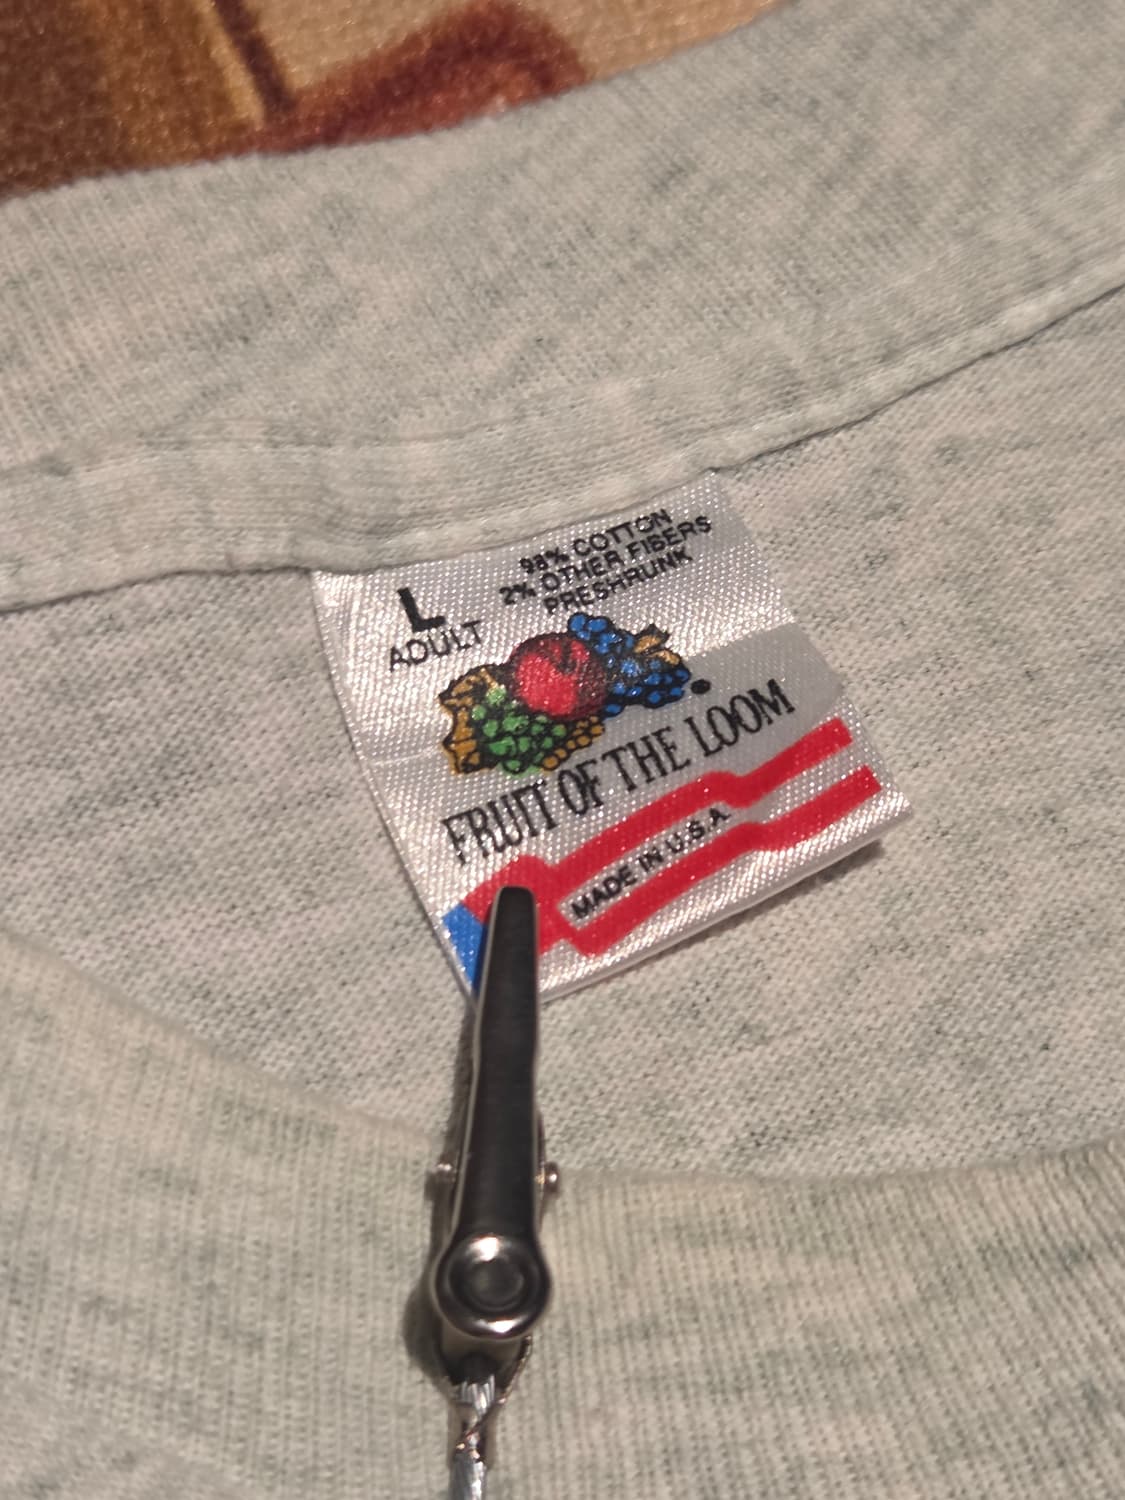 98% COTTON
2% OTHER FIBERS
PRESHRUNK
L
ADULT
FRUIT OF THE LOOM
MADE IN U.S.A.